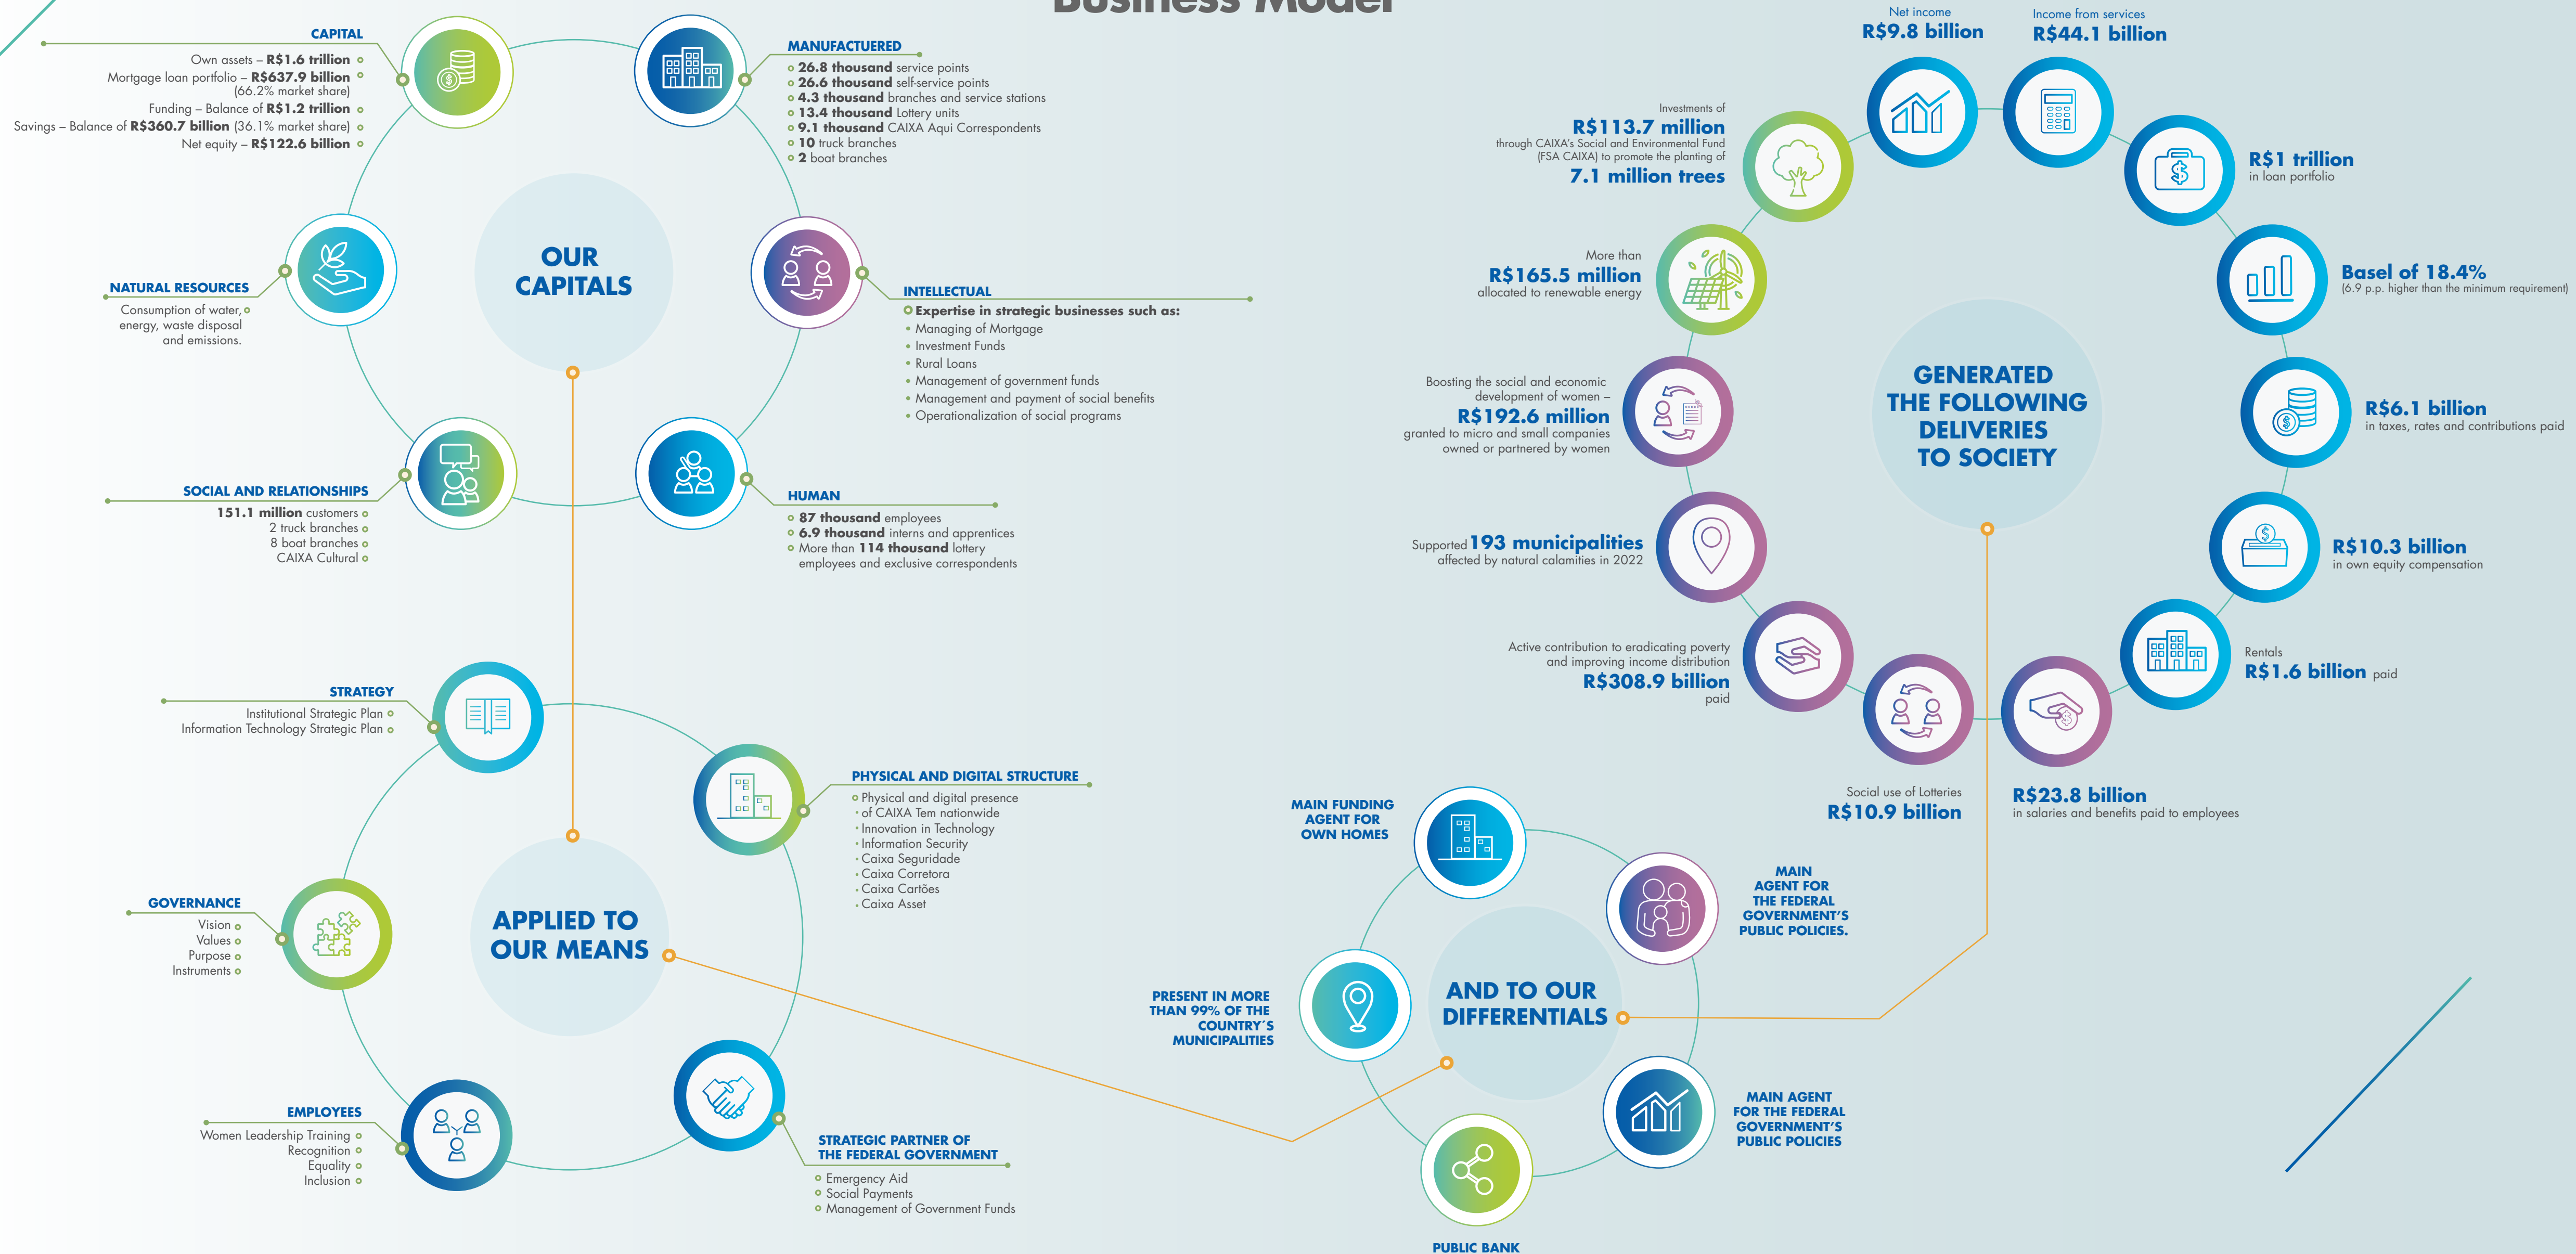 Business Model
CAPITAL
Own assets – R$1.6 trillion
Mortgage loan portfolio – R$637.9 billion
(66.2% market share)
Funding – Balance of R$1.2 trillion
Savings – Balance of R$360.7 billion (36.1% market share)
Net equity – R$122.6 billion
MANUFACTUERED
26.8 thousand service points
26.6 thousand self-service points
4.3 thousand branches and service stations
13.4 thousand Lottery units
9.1 thousand CAIXA Aqui Correspondents
10 truck branches
2 boat branches
OUR
CAPITALS
NATURAL RESOURCES
Consumption of water,
energy, waste disposal
and emissions.
INTELLECTUAL
Expertise in strategic businesses such as:
Managing of Mortgage
Investment Funds
Rural Loans
Management of government funds
Management and payment of social benefits
Operationalization of social programs
SOCIAL AND RELATIONSHIPS
151.1 million customers
2 truck branches
8 boat branches
CAIXA Cultural
HUMAN
87 thousand employees
6.9 thousand interns and apprentices
More than 114 thousand lottery
employees and exclusive correspondents
STRATEGY
Institutional Strategic Plan
Information Technology Strategic Plan
PHYSICAL AND DIGITAL STRUCTURE
Physical and digital presence
of CAIXA Tem nationwide
Innovation in Technology
Information Security
Caixa Seguridade
Caixa Corretora
Caixa Cartões
Caixa Asset
GOVERNANCE
Vision
Values
Purpose
Instruments
APPLIED TO
OUR MEANS
EMPLOYEES
Women Leadership Training
Recognition
Equality
Inclusion
STRATEGIC PARTNER OF
THE FEDERAL GOVERNMENT
Emergency Aid
Social Payments
Management of Government Funds
MAIN FUNDING
AGENT FOR
OWN HOMES
MAIN
AGENT FOR
THE FEDERAL
GOVERNMENT'S
PUBLIC POLICIES.
PRESENT IN MORE
THAN 99% OF THE
COUNTRY´S
MUNICIPALITIES
AND TO OUR
DIFFERENTIALS
MAIN AGENT
FOR THE FEDERAL
GOVERNMENT'S
PUBLIC POLICIES
PUBLIC BANK
Net income
R$9.8 billion
Income from services
R$44.1 billion
Investments of
R$113.7 million
through CAIXA's Social and Environmental Fund
(FSA CAIXA) to promote the planting of
7.1 million trees
R$1 trillion
in loan portfolio
More than
R$165.5 million
allocated to renewable energy
Basel of 18.4%
(6.9 p.p. higher than the minimum requirement)
Boosting the social and economic
development of women –
R$192.6 million
granted to micro and small companies
owned or partnered by women
GENERATED
THE FOLLOWING
DELIVERIES
TO SOCIETY
R$6.1 billion
in taxes, rates and contributions paid
Supported 193 municipalities
affected by natural calamities in 2022
R$10.3 billion
in own equity compensation
Active contribution to eradicating poverty
and improving income distribution
R$308.9 billion
paid
Rentals
R$1.6 billion paid
Social use of Lotteries
R$10.9 billion
R$23.8 billion
in salaries and benefits paid to employees